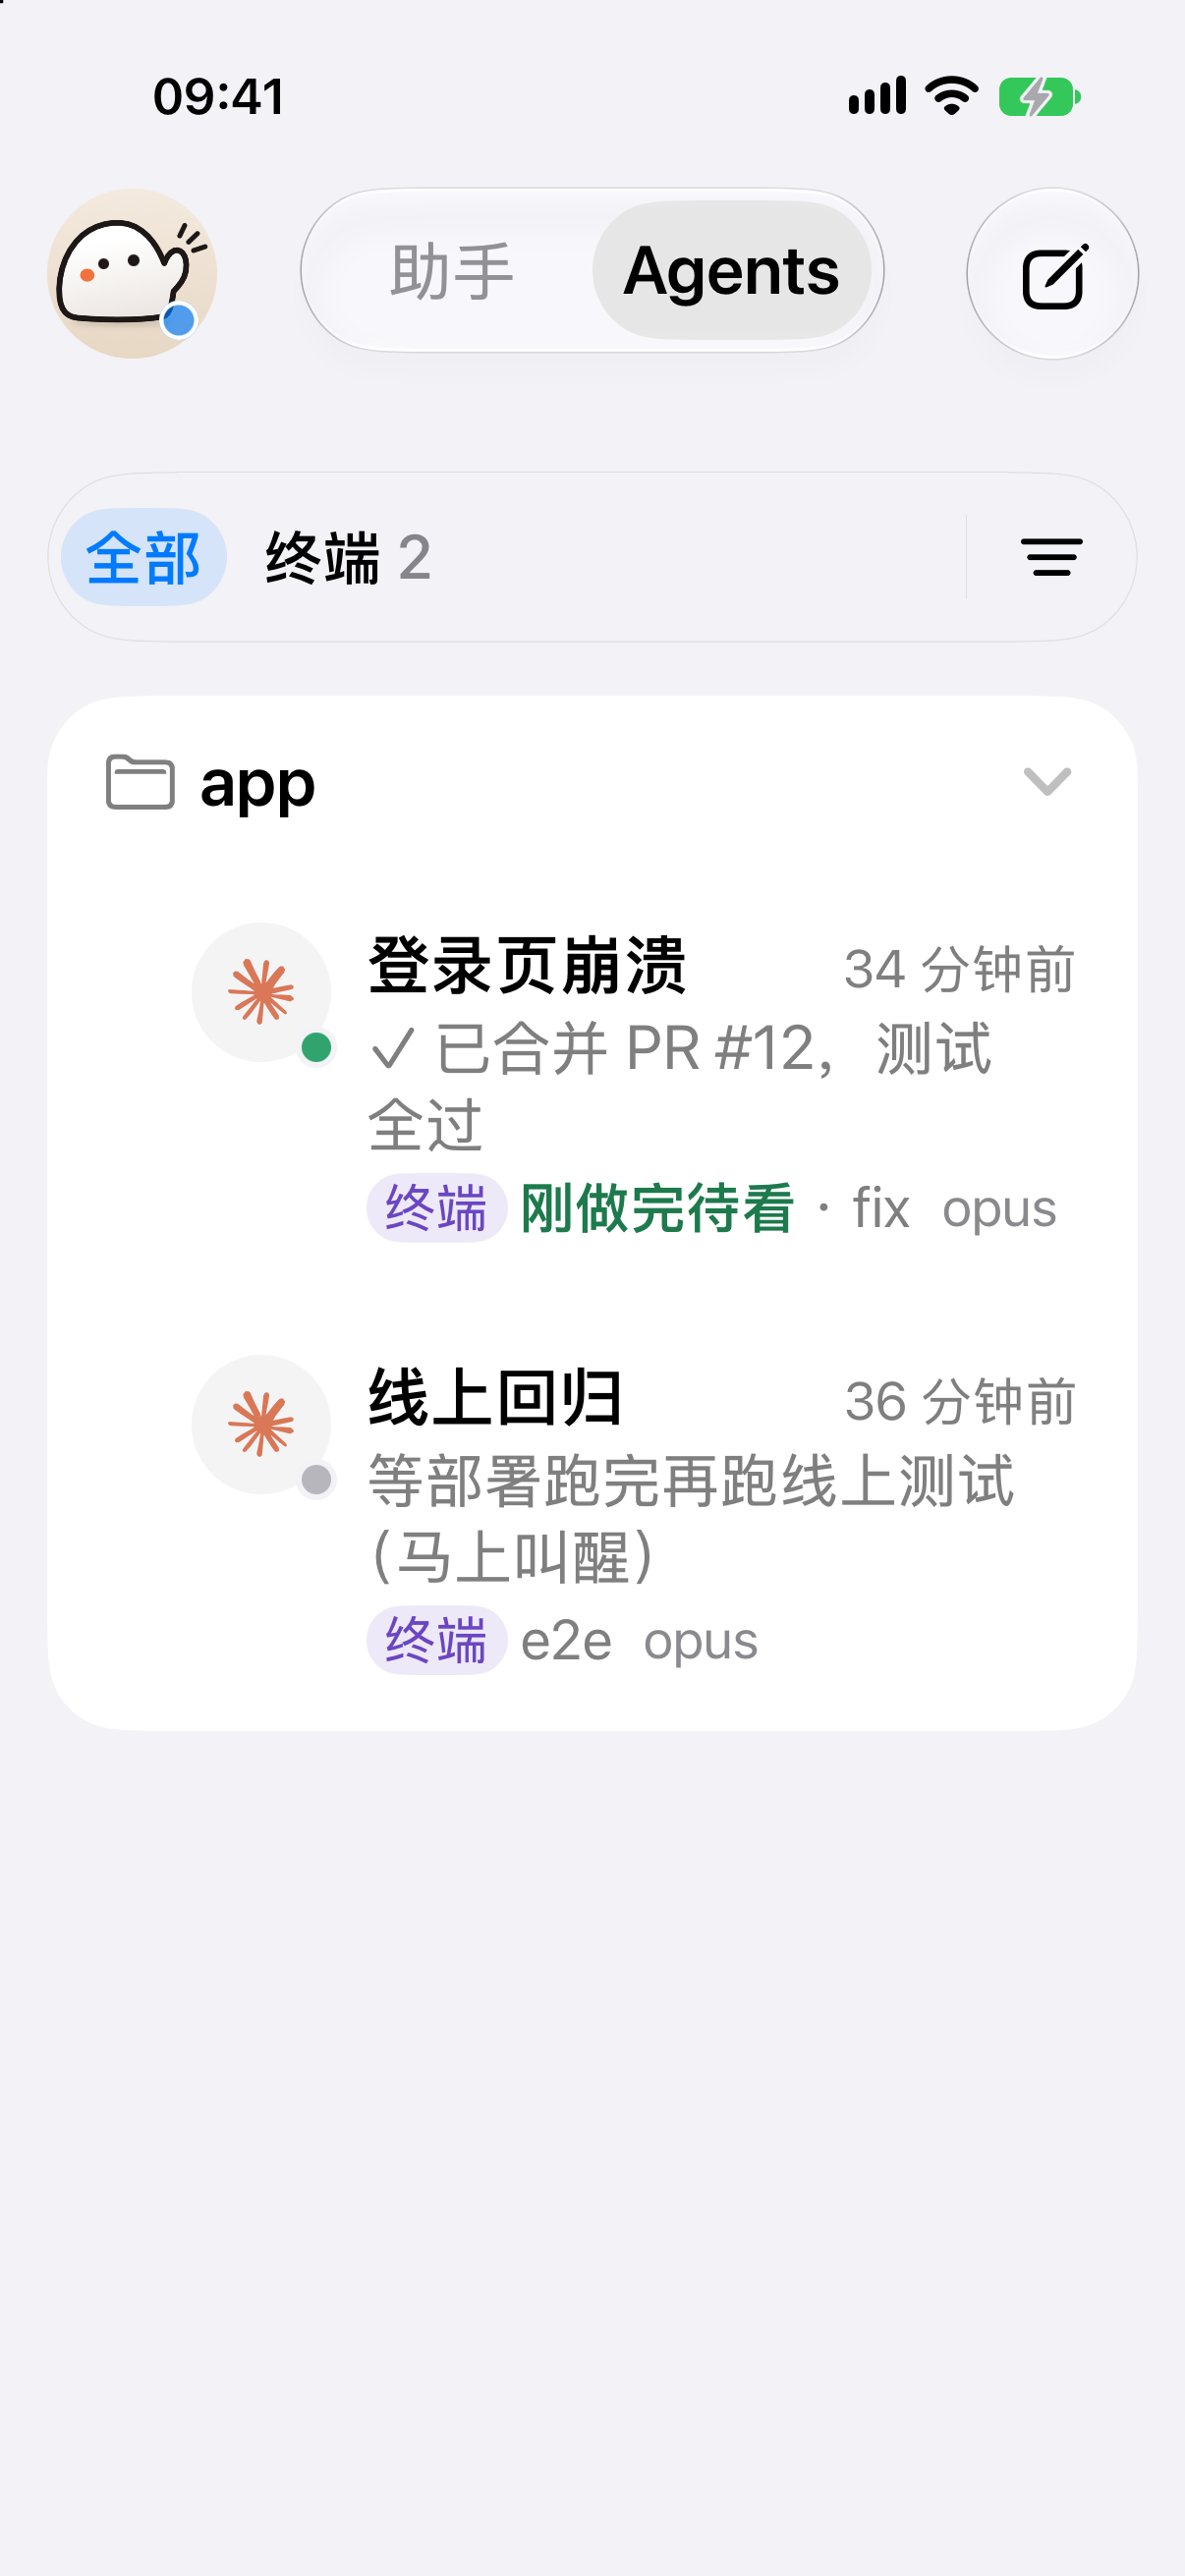 09:41
助手 Agents
全部 终端 2
app
登录页崩溃 34 分钟前
✓ 已合并 PR #12，测试
全过
终端 刚做完待看 · fix opus
线上回归 36 分钟前
等部署跑完再跑线上测试
（马上叫醒）
终端 e2e opus